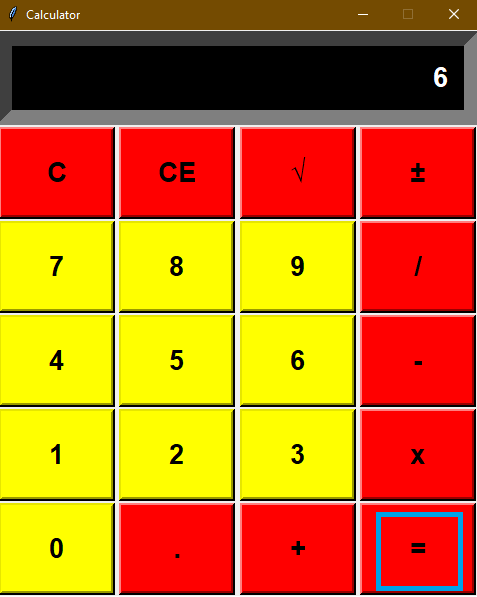 Calculator
6
C CE √ ±
7 8 9 /
4 5 6 -
1 2 3 x
0 . + =